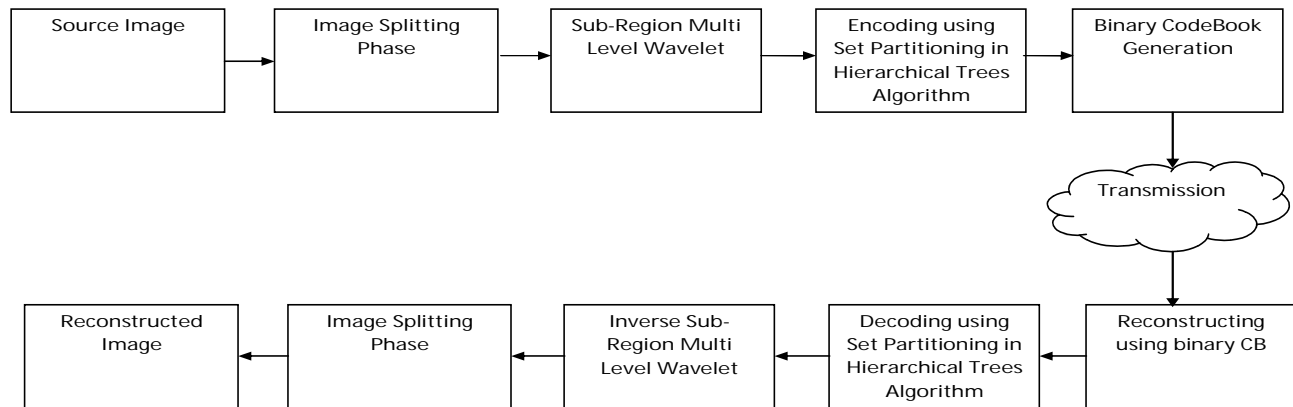 Source Image
Image Splitting
Phase
Sub-Region Multi
Level Wavelet
Encoding using
Set Partitioning in
Hierarchical Trees
Algorithm
Binary CodeBook
Generation
Transmission
Reconstructed
Image
Image Splitting
Phase
Inverse Sub-
Region Multi
Level Wavelet
Decoding using
Set Partitioning in
Hierarchical Trees
Algorithm
Reconstructing
using binary CB